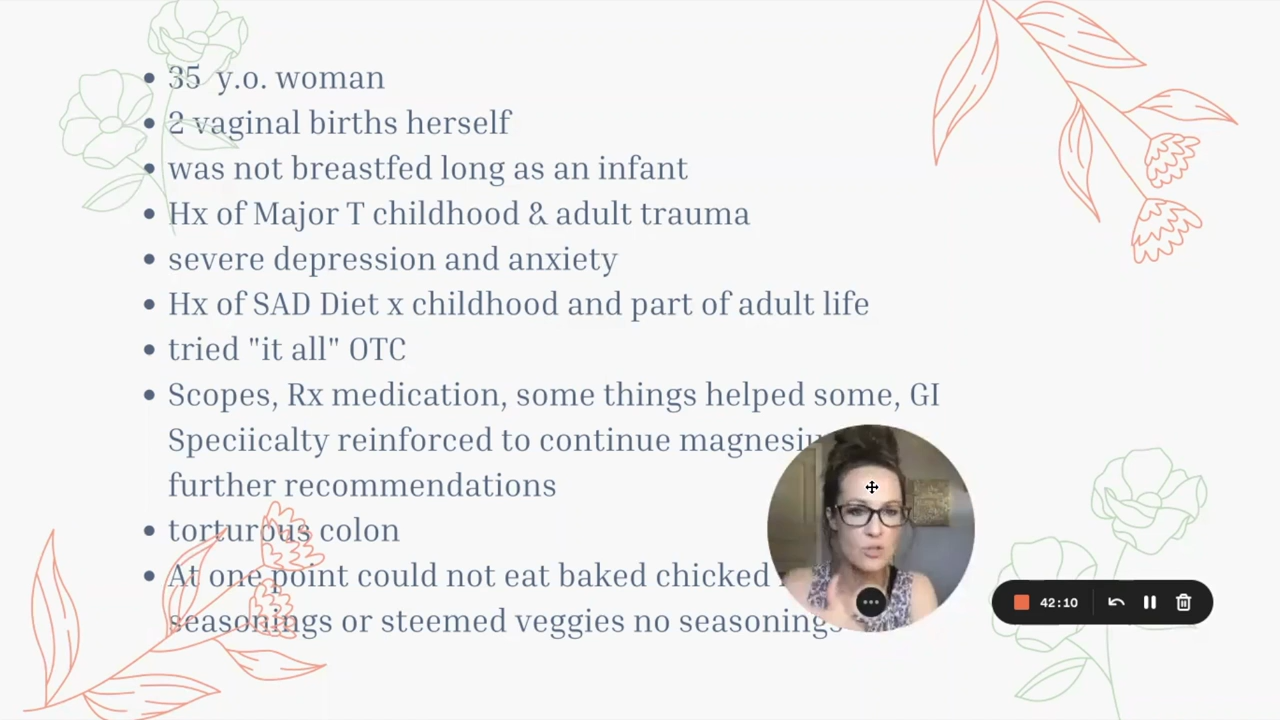 • 35 y.o. woman
• 2 vaginal births herself
• was not breastfed long as an infant
• Hx of Major T childhood & adult trauma
• severe depression and anxiety
• Hx of SAD Diet x childhood and part of adult life
• tried "it all" OTC
• Scopes, Rx medication, some things helped some, GI
Speciicalty reinforced to continue
further recommendations
• torturous colon
• At one point could not eat baked chicked
seasonings or steemed veggies no seasonings
42:10